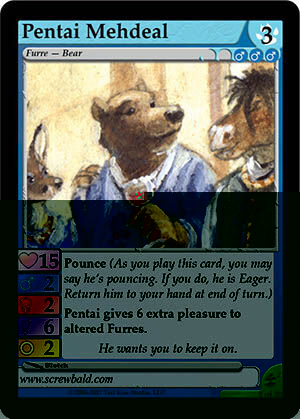 Pentai Mehdeal
3
Furre — Bear
15
2
2
6
2
Pounce (As you play this card, you may
say he's pouncing. If you do, he is Eager.
Return him to your hand at end of turn.)
Pentai gives 6 extra pleasure to
altered Furres.
He wants you to keep it on.
Blotch
www.screwbald.com